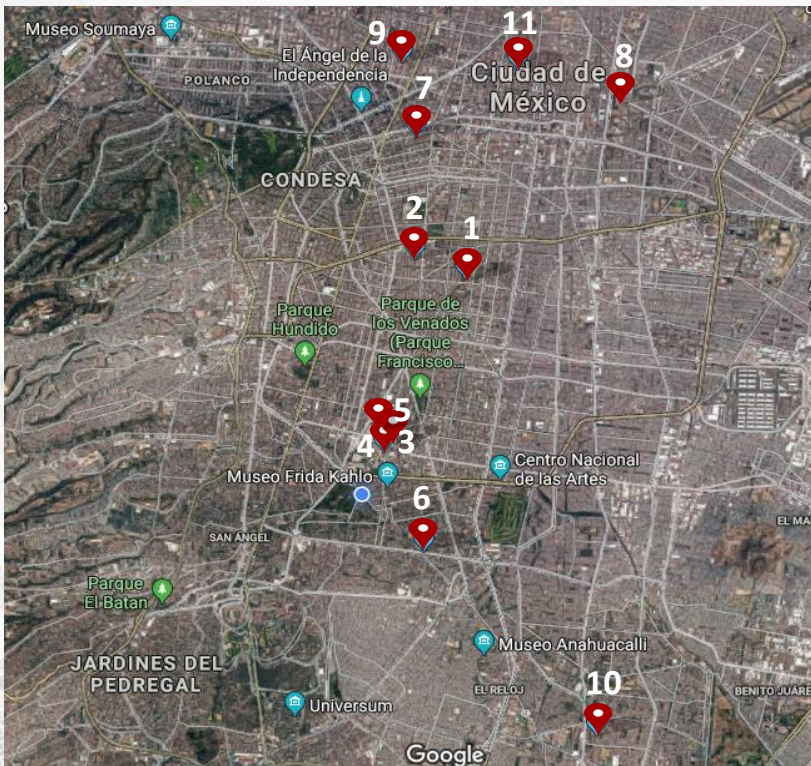 Museo Soumaya
9
11
El Ángel de la
Independencia
8
POLANCO
Ciudad de
México
7
CONDESA
2
1
Parque
Hundido
Parque de
los Venados
(Parque
Francisco...
5
4
3
Museo Frida Kahlo
Centro Nacional
de las Artes
6
EL MA
SAN ÁNGEL
Parque
El Batan
Museo Anahuacalli
JARDINES DEL
PEDREGAL
EL RELOJ
10
BENITO JUÁRE
Universum
Google